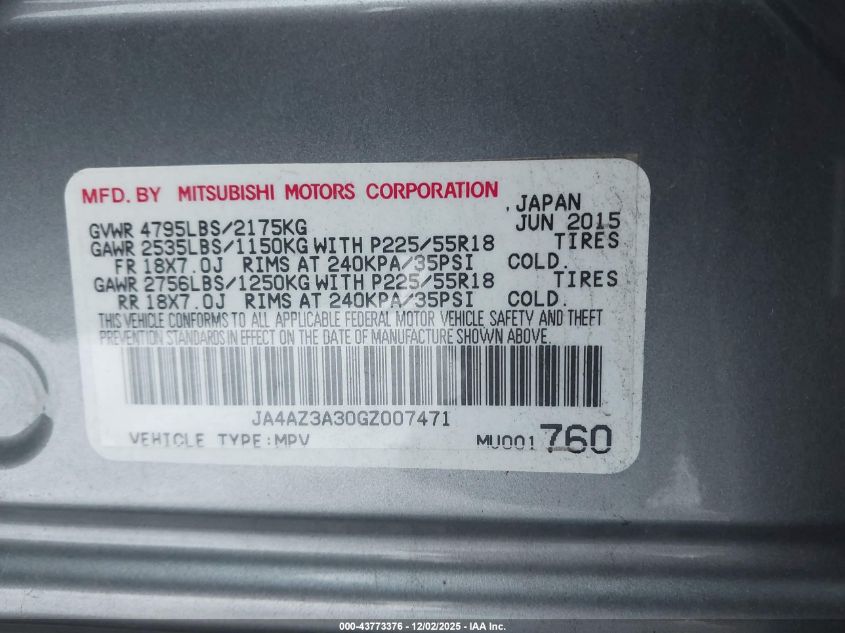 MFD. BY MITSUBISHI MOTORS CORPORATION , JAPAN
GVWR 4795LBS/2175KG JUN 2015
GAWR 2535LBS/1150KG WITH P225/55R18 TIRES
FR 18X7.0J RIMS AT 240KPA/35PSI COLD.
GAWR 2756LBS/1250KG WITH P225/55R18 TIRES
RR 18X7.0J RIMS AT 240KPA/35PSI COLD.
THIS VEHICLE CONFORMS TO ALL APPLICABLE FEDERAL MOTOR VEHICLE SAFETY AND THEFT
PREVENTION STANDARDS IN EFFECT ON THE DATE OF MANUFACTURE SHOWN ABOVE.
JA4AZ3A30GZ007471
VEHICLE TYPE:MPV MU001760
000-43773376 - 12/02/2025 - IAA Inc.